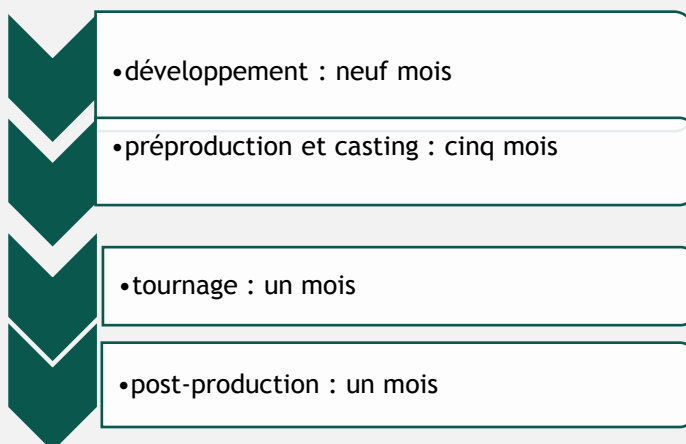 •développement : neuf mois
•préproduction et casting : cinq mois
•tournage : un mois
•post-production : un mois